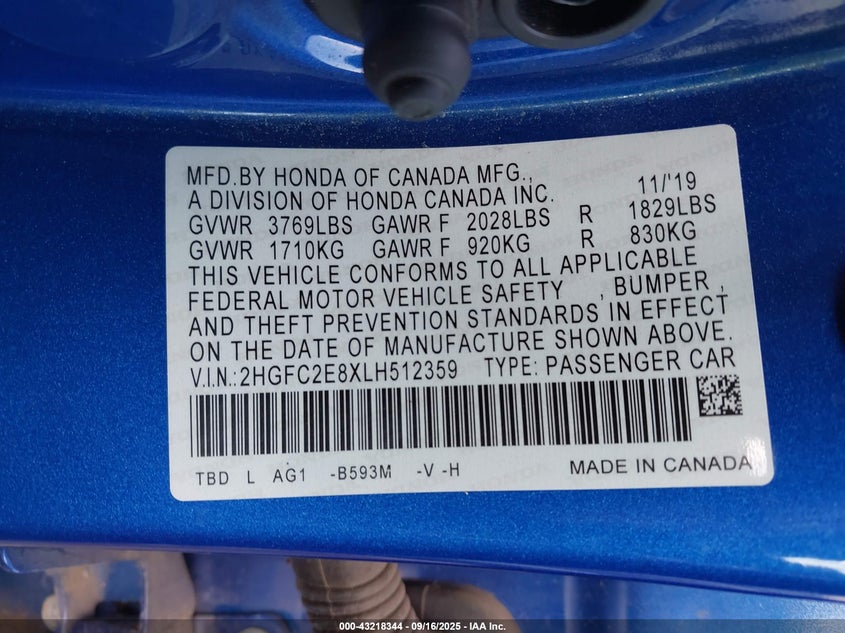 MFD.BY HONDA OF CANADA MFG., 11/'19
A DIVISION OF HONDA CANADA INC.
GVWR 3769LBS GAWR F 2028LBS R 1829LBS
GVWR 1710KG GAWR F 920KG R 830KG
THIS VEHICLE CONFORMS TO ALL APPLICABLE
FEDERAL MOTOR VEHICLE SAFETY , BUMPER ,
AND THEFT PREVENTION STANDARDS IN EFFECT
ON THE DATE OF MANUFACTURE SHOWN ABOVE.
V.I.N.:2HGFC2E8XLH512359 TYPE: PASSENGER CAR
TBD L AG1 -B593M -V -H MADE IN CANADA
000-43218344 - 09/16/2025 - IAA Inc.